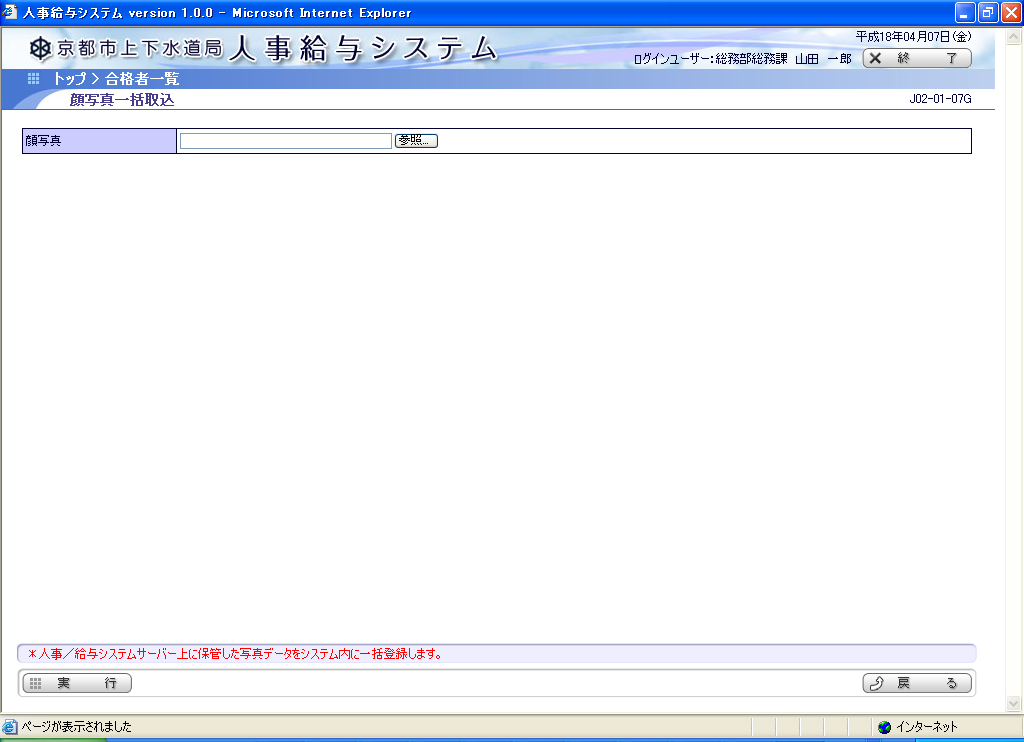 人事給与システム version 1.0.0 - Microsoft Internet Explorer
京都市上下水道局 人事給与システム
平成18年04月07日(金)
ログインユーザー：総務部総務課 山田 一郎
終 了
トップ > 合格者一覧
顔写真一括取込
J02-01-07G
顔写真
参照...
＊人事／給与システムサーバー上に保管した写真データをシステム内に一括登録します。
実 行
戻 る
ページが表示されました
インターネット